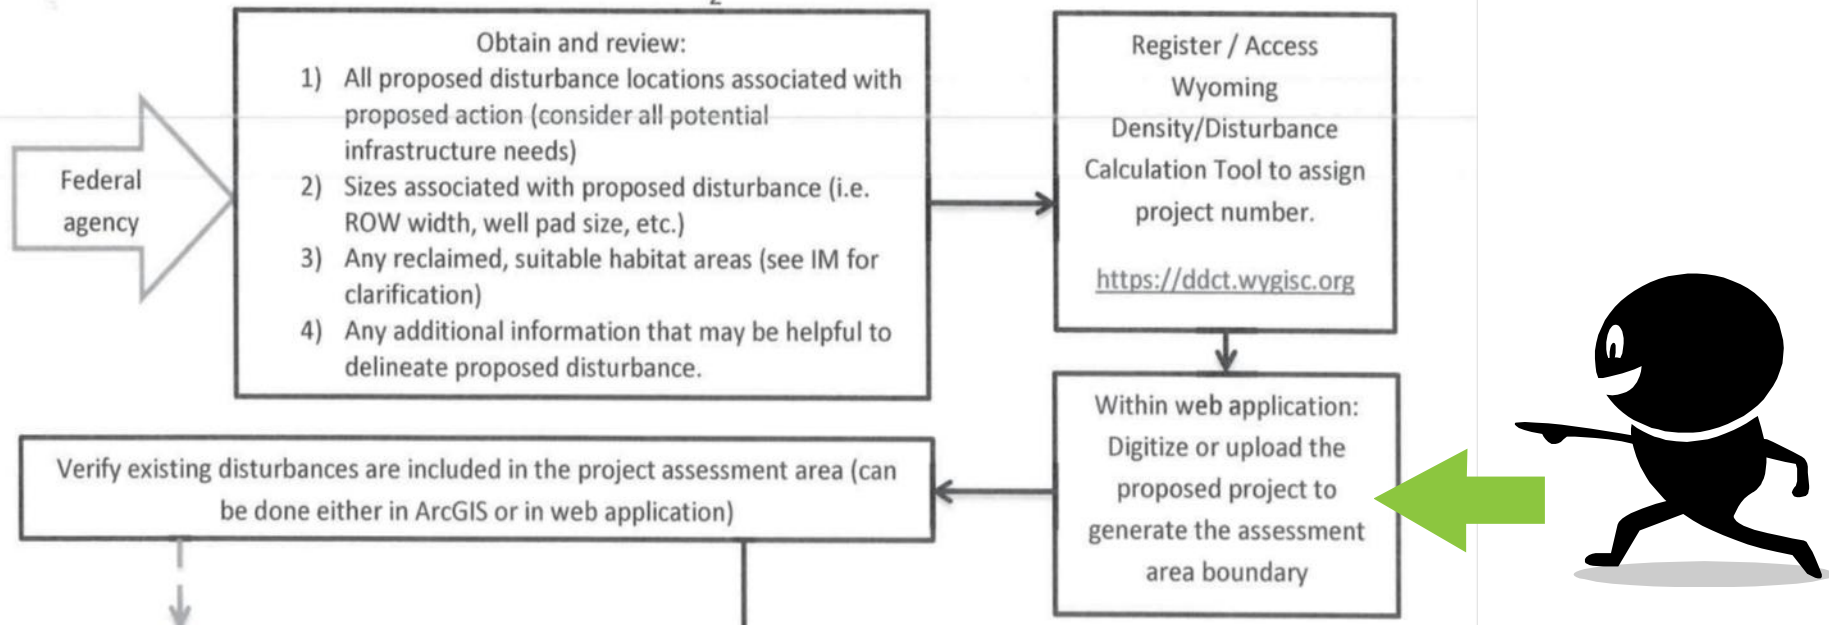 Federal
agency
Obtain and review:
1) All proposed disturbance locations associated with
proposed action (consider all potential
infrastructure needs)
2) Sizes associated with proposed disturbance (i.e.
ROW width, well pad size, etc.)
3) Any reclaimed, suitable habitat areas (see IM for
clarification)
4) Any additional information that may be helpful to
delineate proposed disturbance.
Register / Access
Wyoming
Density/Disturbance
Calculation Tool to assign
project number.
https://ddct.wygisc.org
Within web application:
Digitize or upload the
proposed project to
generate the assessment
area boundary
Verify existing disturbances are included in the project assessment area (can
be done either in ArcGIS or in web application)